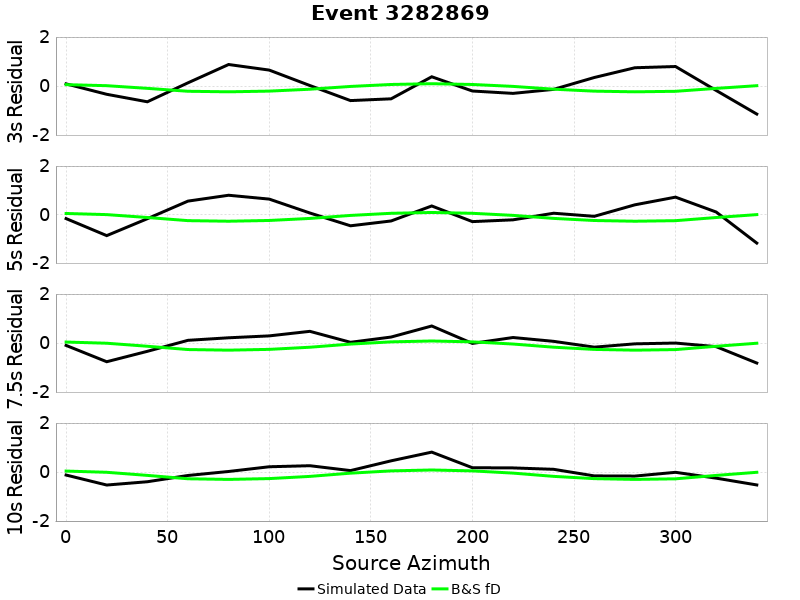 Event 3282869
3s Residual
2
0
-2
5s Residual
2
0
-2
7.5s Residual
2
0
-2
10s Residual
2
0
-2
0 50 100 150 200 250 300
Source Azimuth
Simulated Data B&S fD